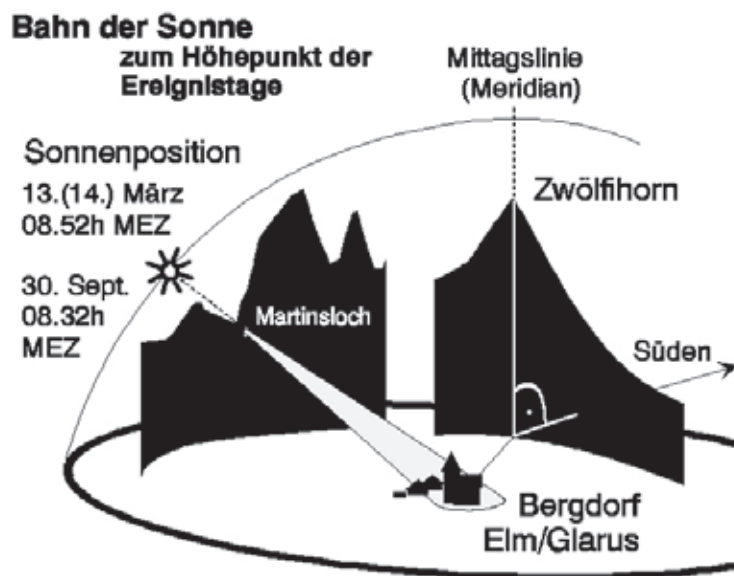 Bahn der Sonne
zum Höhepunkt der
Ereignistage
Mittagslinie
(Meridian)
Sonnenposition
13.(14.) März
08.52h MEZ
30. Sept.
08.32h
MEZ
Zwölfihorn
Martinsloch
Süden
Bergdorf
Elm/Glarus